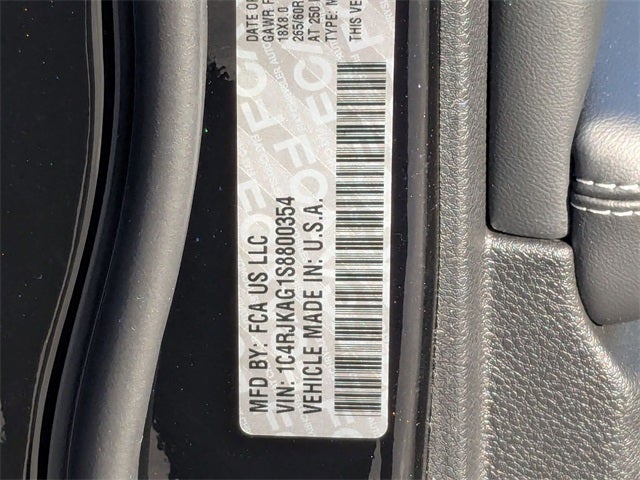 DATE OF
GAWR
18X8.0
265/60R
AT 250
TYPE:
MFD BY: FCA US LLC
VIN: 1C4RJKAG1S8800354
VEHICLE MADE IN: U.S.A.
THIS VE